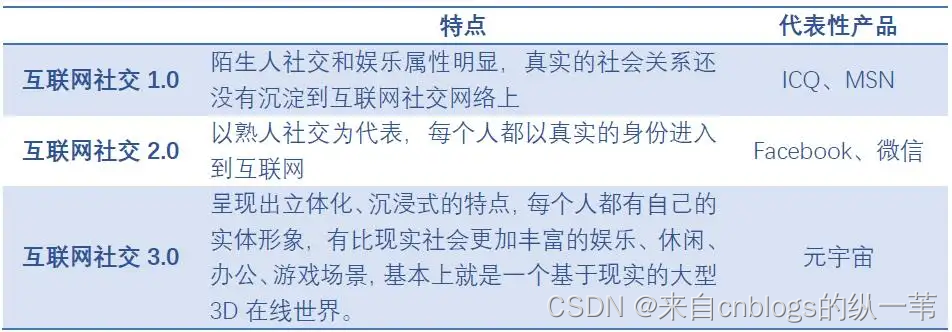 特点 代表性产品
陌生人社交和娱乐属性明显，真实的社会关系还
互联网社交 1.0 ICQ、MSN
没有沉淀到互联网社交网络上
以熟人社交为代表，每个人都以真实的身份进入
互联网社交 2.0 Facebook、微信
到互联网
呈现出立体化、沉浸式的特点，每个人都有自己的
实体形象，有比现实社会更加丰富的娱乐、休闲、
互联网社交 3.0 元宇宙
办公、游戏场景，基本上就是一个基于现实的大型
3D 在线世界。
CSDN @来自cnblogs的纵一苇